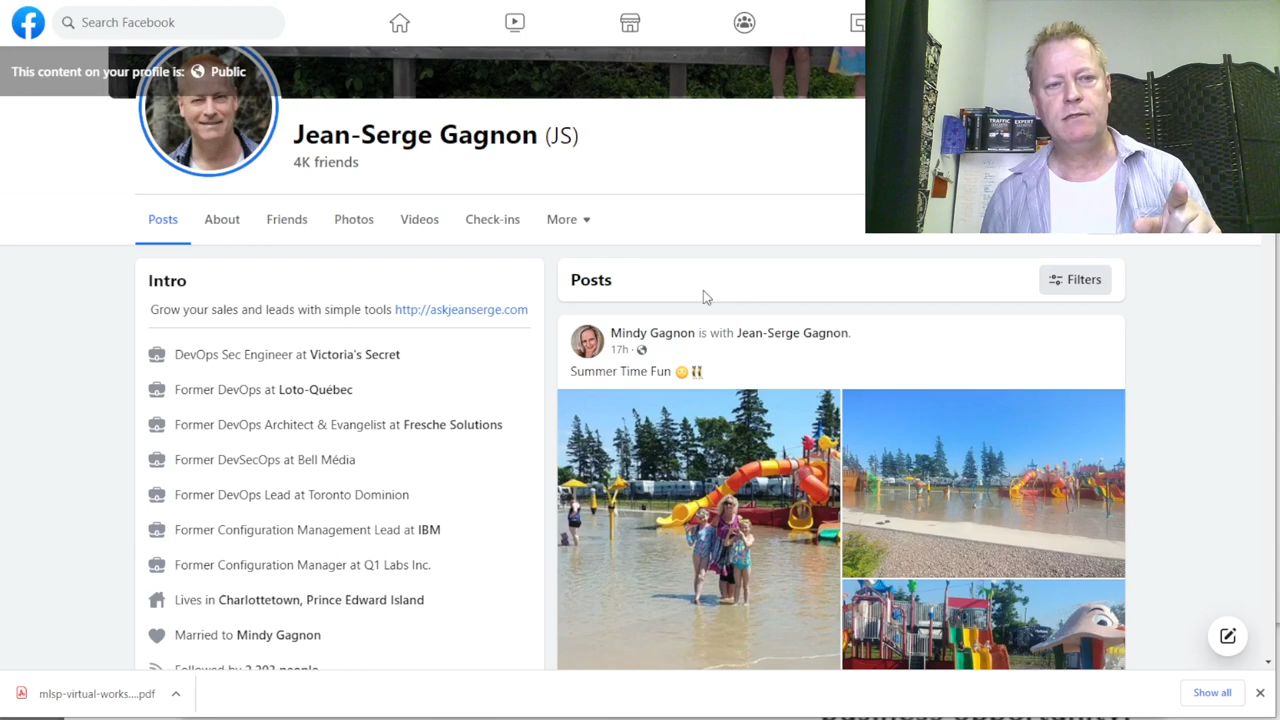 Search Facebook
This content on your profile is: Public
Jean-Serge Gagnon (JS)
4K friends
Posts
About
Friends
Photos
Videos
Check-ins
More
TRAFFIC
EXPERT
Intro
Grow your sales and leads with simple tools http://askjeanserge.com
DevOps Sec Engineer at Victoria's Secret
Former DevOps at Loto-Québec
Former DevOps Architect & Evangelist at Fresche Solutions
Former DevSecOps at Bell Média
Former DevOps Lead at Toronto Dominion
Former Configuration Management Lead at IBM
Former Configuration Manager at Q1 Labs Inc.
Lives in Charlottetown, Prince Edward Island
Married to Mindy Gagnon
Posts
Filters
Mindy Gagnon is with Jean-Serge Gagnon.
17h ·
Summer Time Fun
mlsp-virtual-works....pdf
Show all